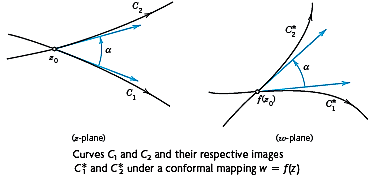 C₂
α
z₀
C₁
C₂*
α
f(z₀)
C₁*
(z-plane)
(w-plane)
Curves C₁ and C₂ and their respective images
C₁* and C₂* under a conformal mapping w = f(z)